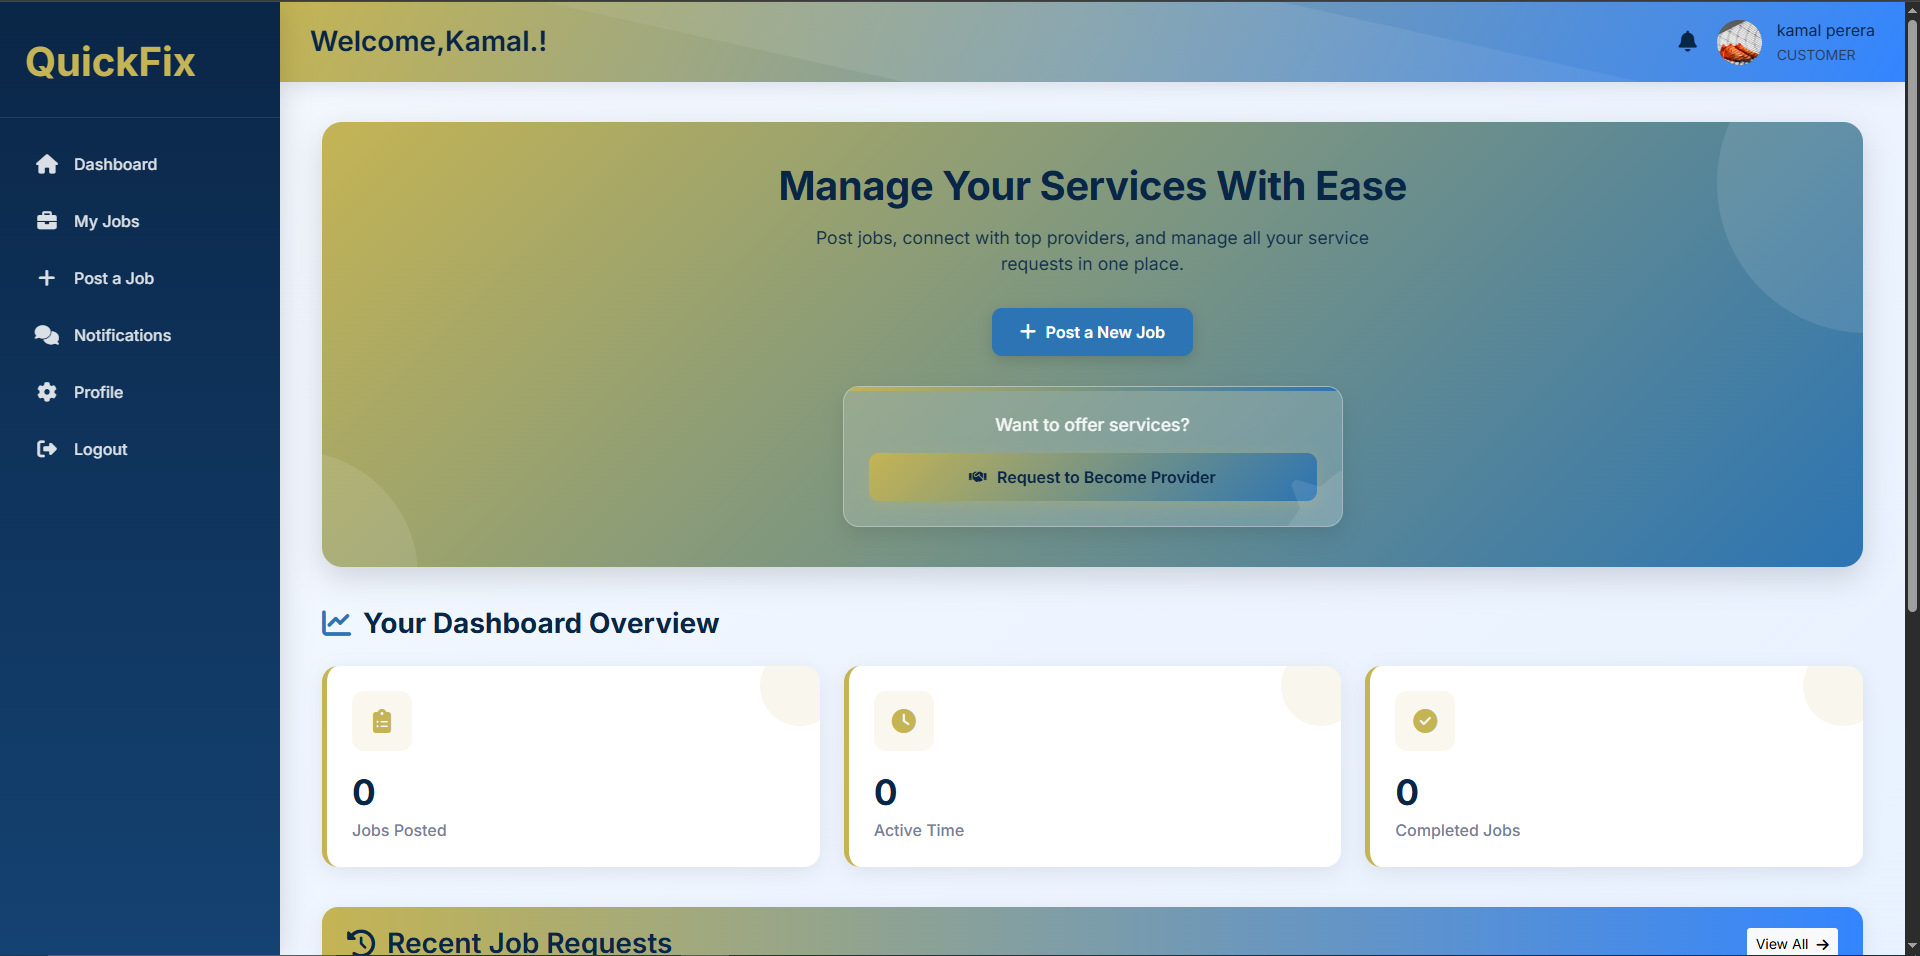 QuickFix
Dashboard
My Jobs
Post a Job
Notifications
Profile
Logout
Welcome,Kamal.!
kamal perera
CUSTOMER
Manage Your Services With Ease
Post jobs, connect with top providers, and manage all your service
requests in one place.
Post a New Job
Want to offer services?
Request to Become Provider
Your Dashboard Overview
0
Jobs Posted
0
Active Time
0
Completed Jobs
Recent Job Requests
View All